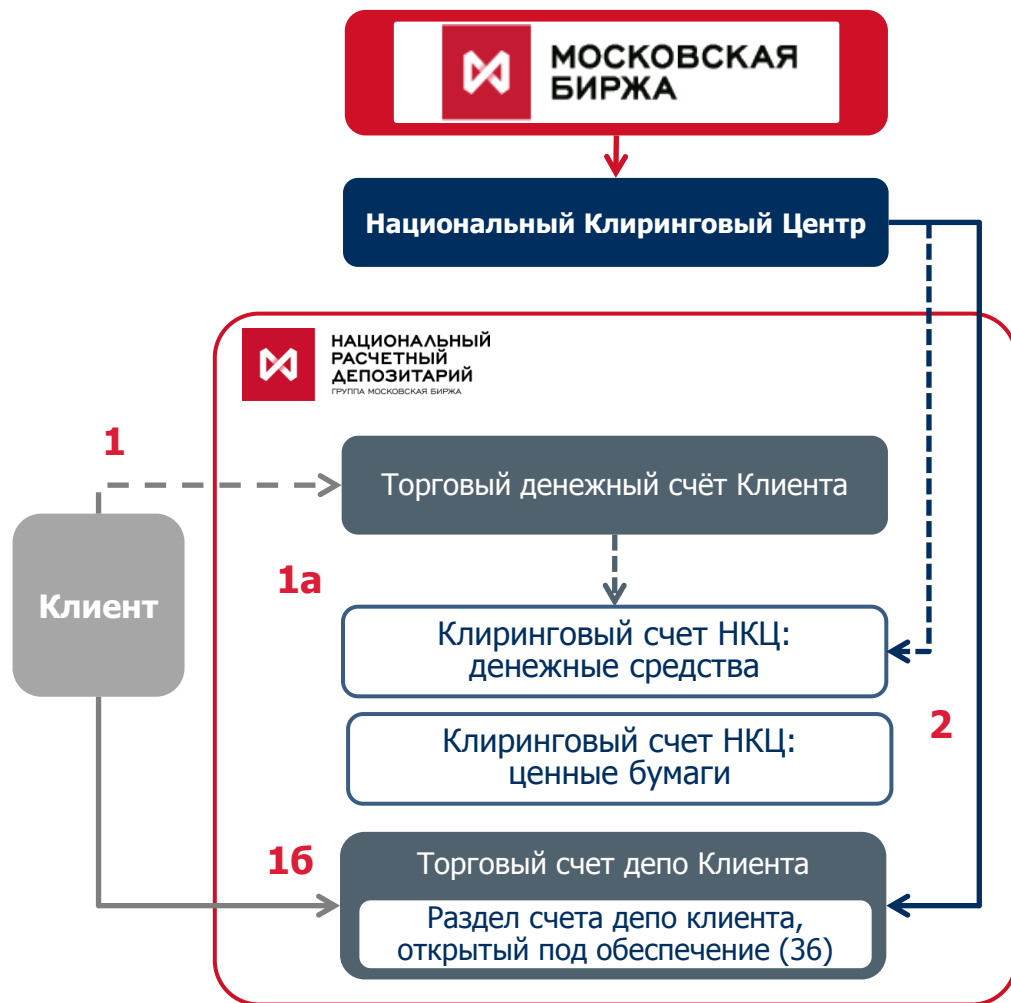 МОСКОВСКАЯ
БИРЖА
Национальный Клиринговый Центр
НАЦИОНАЛЬНЫЙ
РАСЧЕТНЫЙ
ДЕПОЗИТАРИЙ
ГРУППА МОСКОВСКАЯ БИРЖА
1
Торговый денежный счёт Клиента
1а
Клиент
Клиринговый счет НКЦ:
денежные средства
2
Клиринговый счет НКЦ:
ценные бумаги
1б
Торговый счет депо Клиента
Раздел счета депо клиента,
открытый под обеспечение (36)